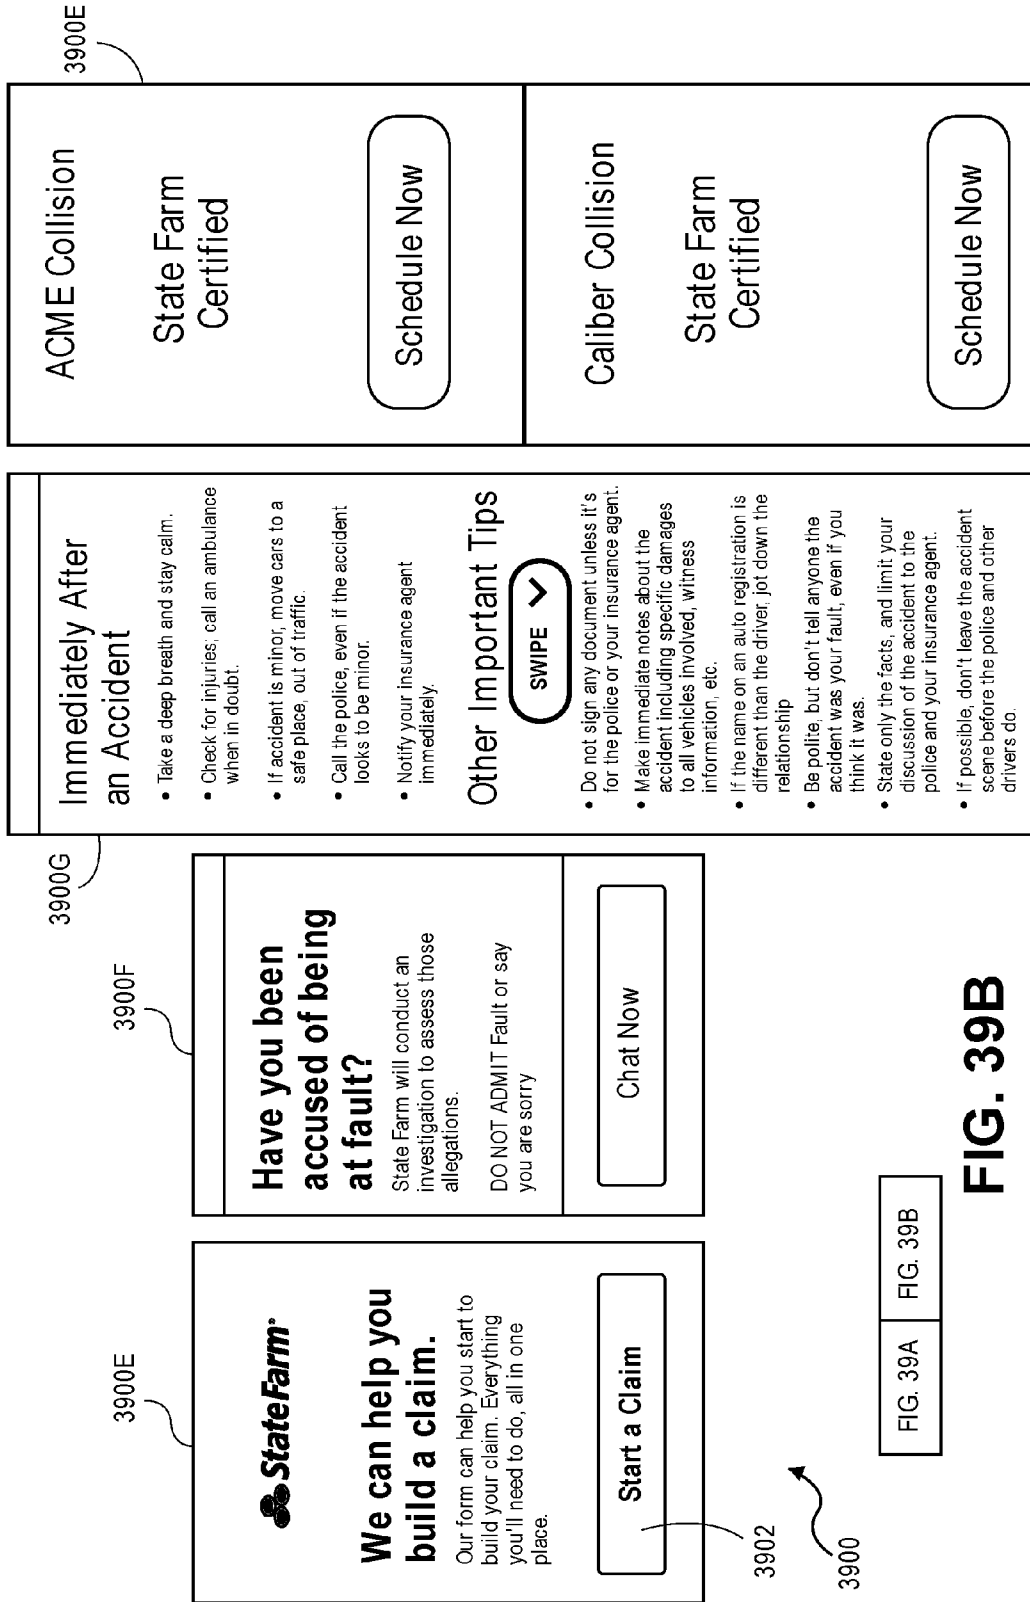 3900E
StateFarm®
We can help you
build a claim.
Our form can help you start to
build your claim. Everything
you'll need to do, all in one
place.
Start a Claim
3902
3900
3900F
Have you been
accused of being
at fault?
State Farm will conduct an
investigation to assess those
allegations.
DO NOT ADMIT Fault or say
you are sorry
Chat Now
3900G
Immediately After
an Accident
• Take a deep breath and stay calm.
• Check for injuries; call an ambulance
when in doubt.
• If accident is minor, move cars to a
safe place, out of traffic.
• Call the police, even if the accident
looks to be minor.
• Notify your insurance agent
immediately.
Other Important Tips
SWIPE
• Do not sign any document unless it's
for the police or your insurance agent.
• Make immediate notes about the
accident including specific damages
to all vehicles involved, witness
information, etc.
• If the name on an auto registration is
different than the driver, jot down the
relationship
• Be polite, but don't tell anyone the
accident was your fault, even if you
think it was.
• State only the facts, and limit your
discussion of the accident to the
police and your insurance agent.
• If possible, don't leave the accident
scene before the police and other
drivers do.
3900E
ACME Collision
State Farm
Certified
Schedule Now
Caliber Collision
State Farm
Certified
Schedule Now
FIG. 39A
FIG. 39B
FIG. 39B